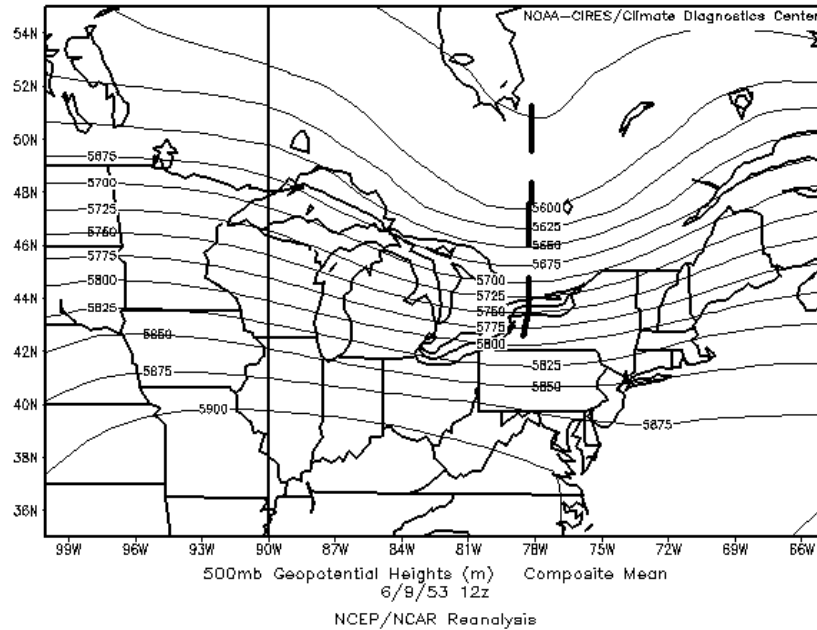 NOAA-CIRES/Climate Diagnostics Center
54N
52N
50N
48N
46N
44N
42N
40N
38N
36N
5675
5700
5725
5750
5775
5800
5825
5850
5875
5900
5600
5625
5650
5675
5700
5725
5750
5775
5800
5825
5850
5875
99W 96W 93W 90W 87W 84W 81W 78W 75W 72W 69W 66W
500mb Geopotential Heights (m) Composite Mean
6/9/53 12z
NCEP/NCAR Reanalysis